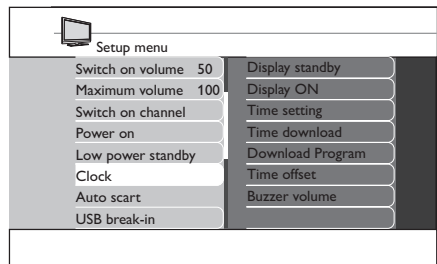 Setup menu
Switch on volume 50
Maximum volume 100
Switch on channel
Power on
Low power standby
Clock
Auto scart
USB break-in
Display standby
Display ON
Time setting
Time download
Download Program
Time offset
Buzzer volume